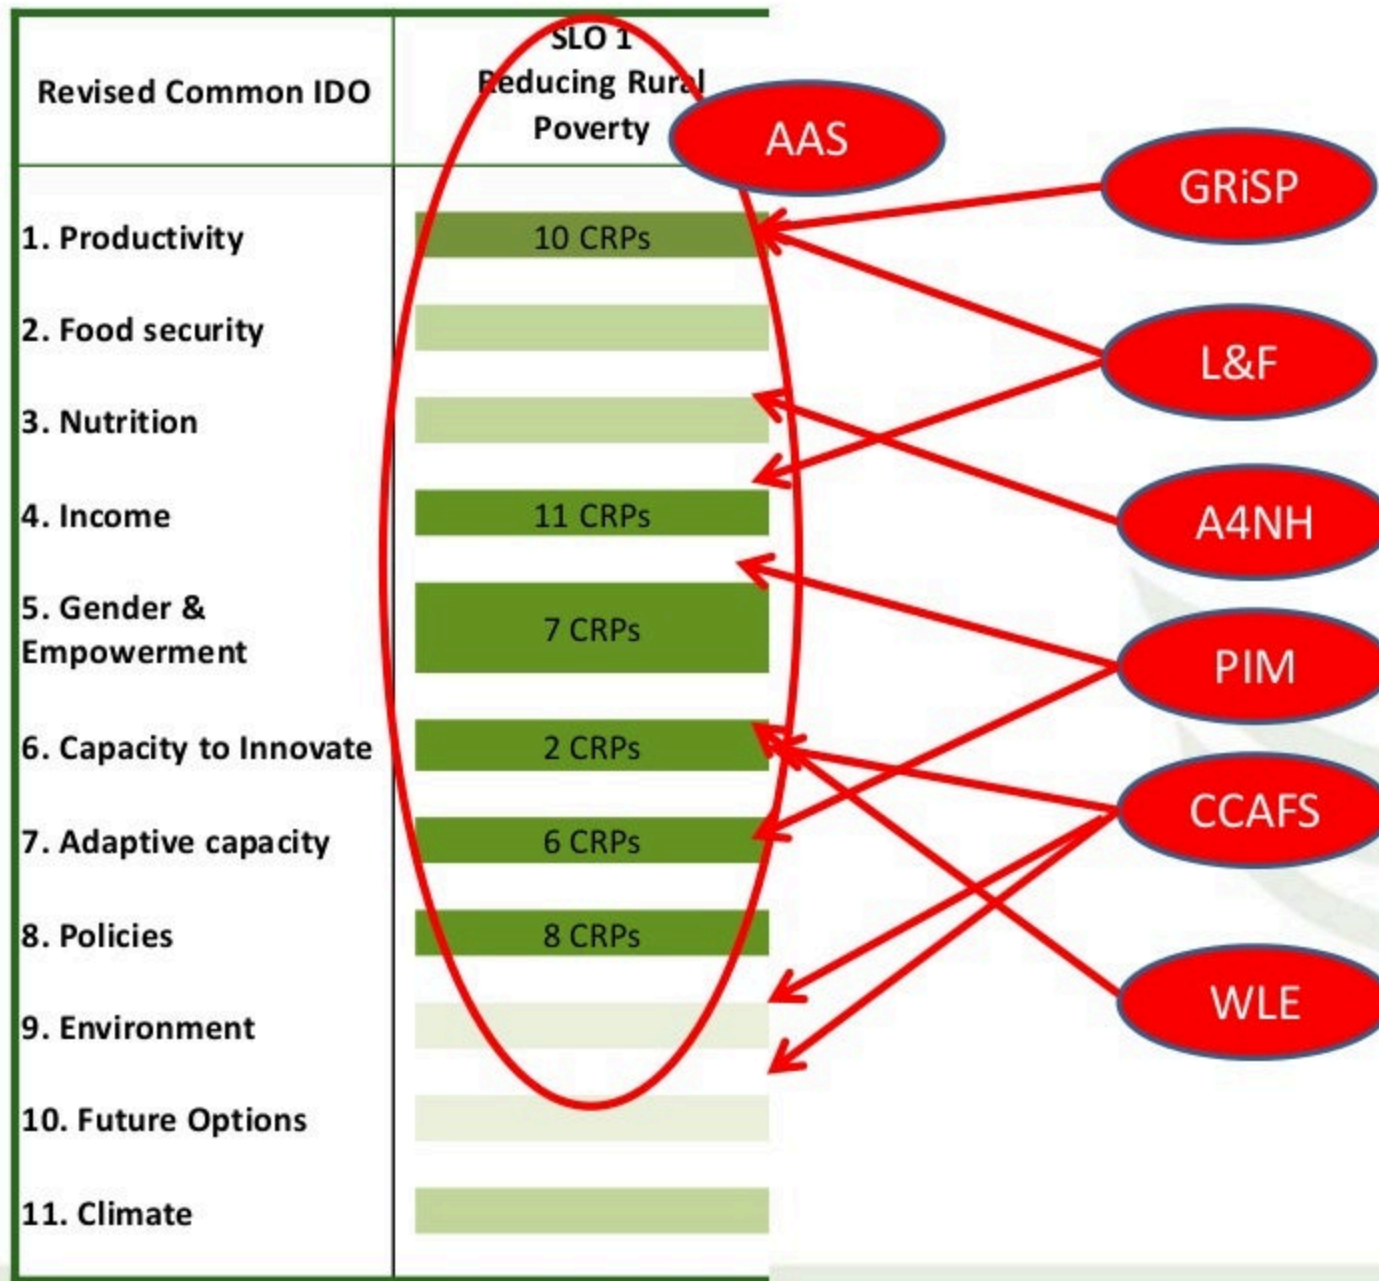 Revised Common IDO
SLO 1
Reducing Rural
Poverty
AAS
GRiSP
1. Productivity
10 CRPs
2. Food security
L&F
3. Nutrition
4. Income
11 CRPs
A4NH
5. Gender &
Empowerment
7 CRPs
PIM
6. Capacity to Innovate
2 CRPs
CCAFS
7. Adaptive capacity
6 CRPs
8. Policies
8 CRPs
WLE
9. Environment
10. Future Options
11. Climate